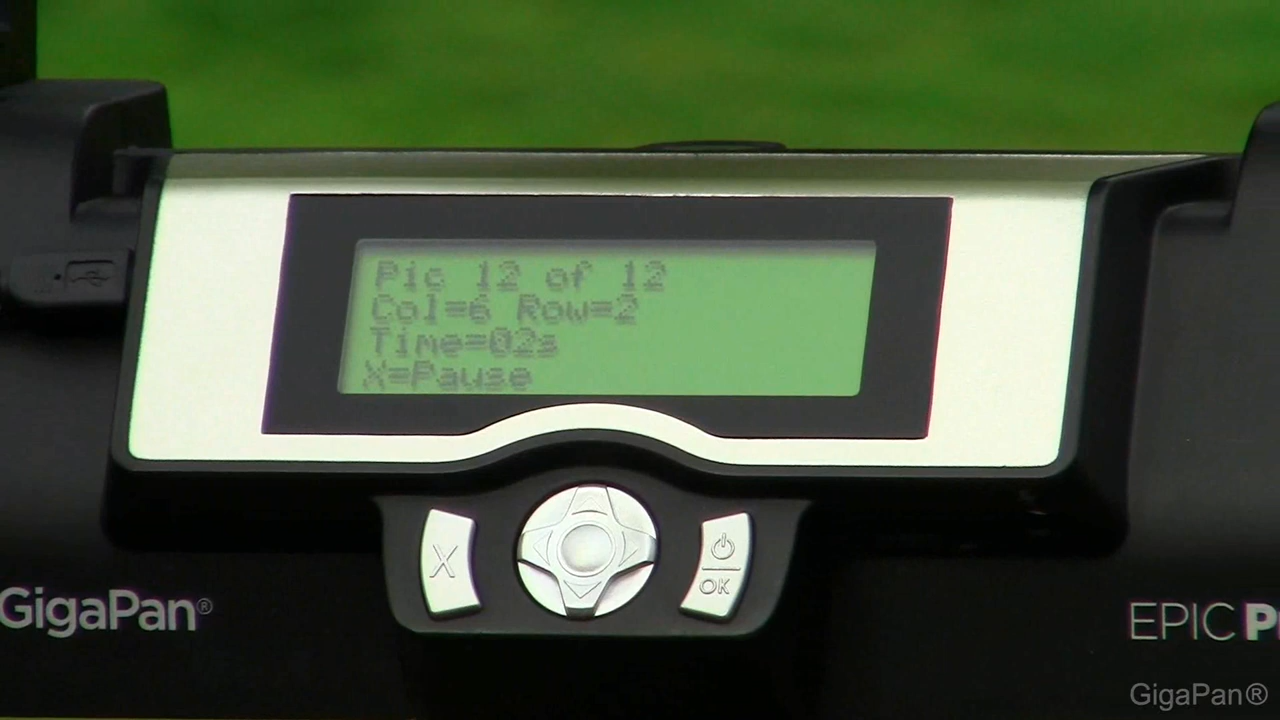 Pic 12 of 12
Col=6 Row=2
Time=02s
X=Pause
X
OK
GigaPan®
EPIC
GigaPan®